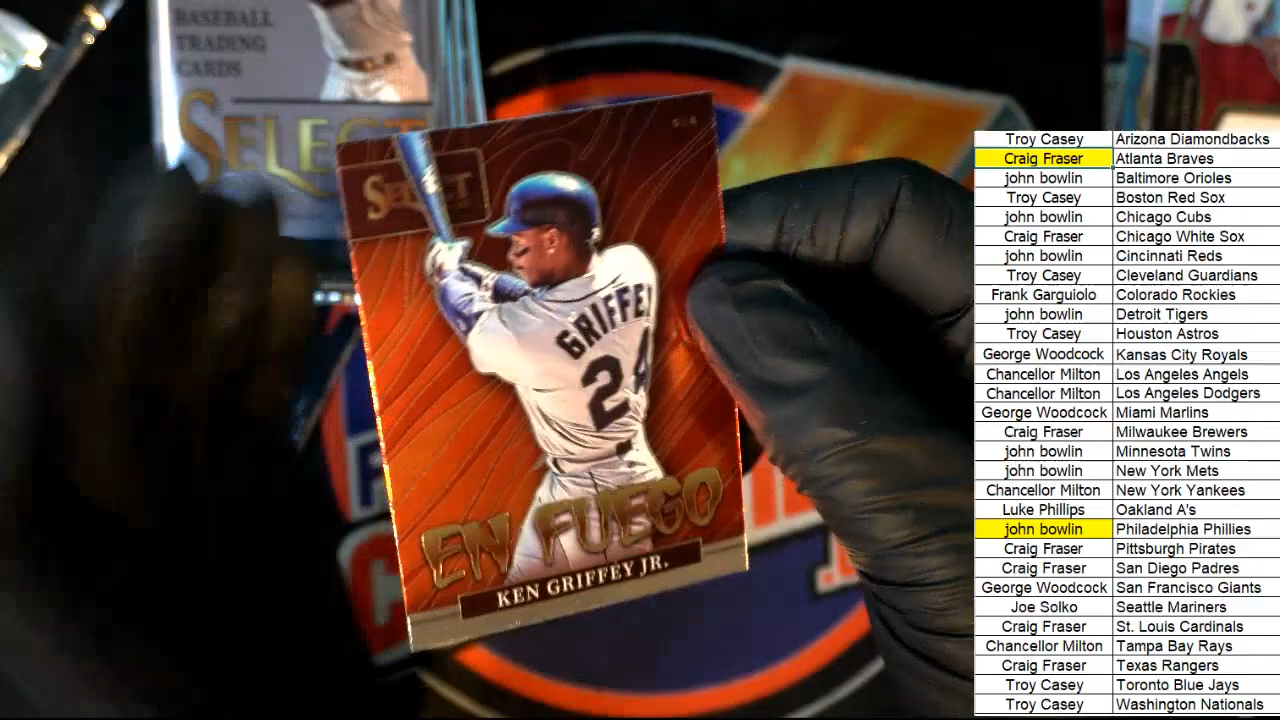 BASEBALL
TRADING
CARDS
SELECT
SELECT
GRIFFEY
24
EN FUEGO
KEN GRIFFEY JR.
Troy Casey Arizona Diamondbacks
Craig Fraser Atlanta Braves
john bowlin Baltimore Orioles
Troy Casey Boston Red Sox
john bowlin Chicago Cubs
Craig Fraser Chicago White Sox
john bowlin Cincinnati Reds
Troy Casey Cleveland Guardians
Frank Garguiolo Colorado Rockies
john bowlin Detroit Tigers
Troy Casey Houston Astros
George Woodcock Kansas City Royals
Chancellor Milton Los Angeles Angels
Chancellor Milton Los Angeles Dodgers
George Woodcock Miami Marlins
Craig Fraser Milwaukee Brewers
john bowlin Minnesota Twins
john bowlin New York Mets
Chancellor Milton New York Yankees
Luke Phillips Oakland A's
john bowlin Philadelphia Phillies
Craig Fraser Pittsburgh Pirates
Craig Fraser San Diego Padres
George Woodcock San Francisco Giants
Joe Solko Seattle Mariners
Craig Fraser St. Louis Cardinals
Chancellor Milton Tampa Bay Rays
Craig Fraser Texas Rangers
Troy Casey Toronto Blue Jays
Troy Casey Washington Nationals